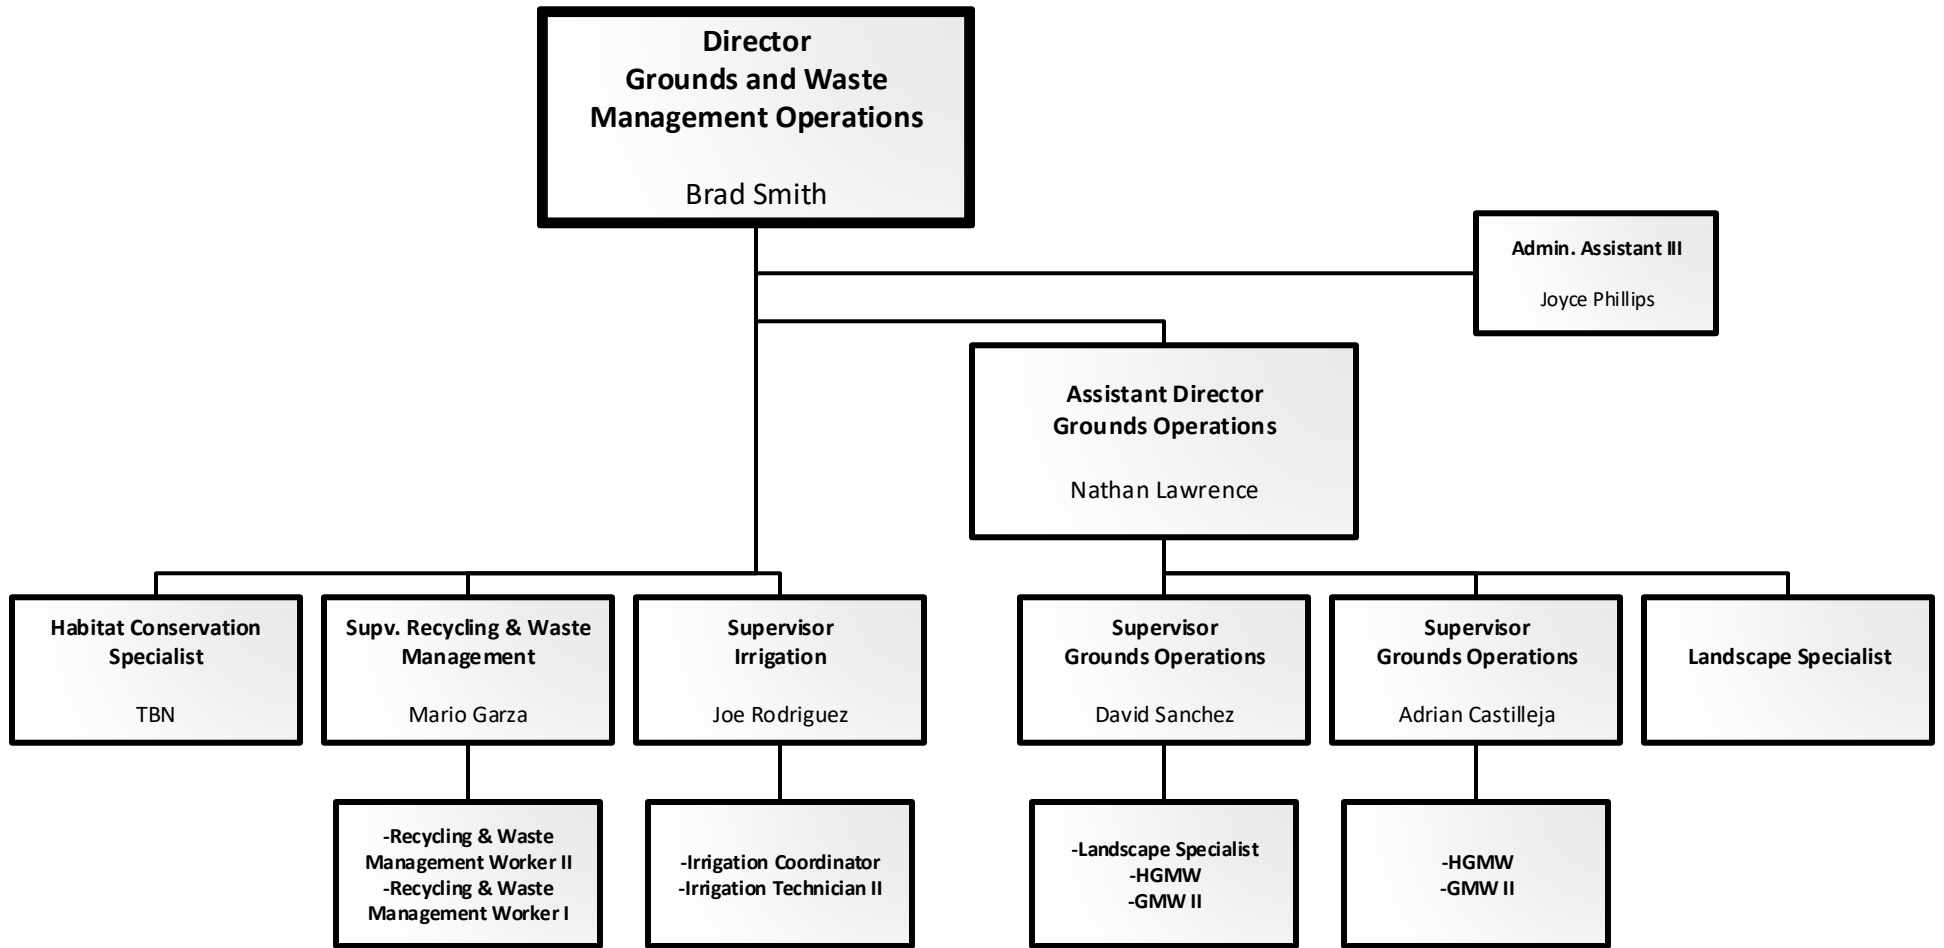 Director
Grounds and Waste
Management Operations
Brad Smith
Admin. Assistant III
Joyce Phillips
Assistant Director
Grounds Operations
Nathan Lawrence
Habitat Conservation
Specialist
TBN
Supv. Recycling & Waste
Management
Mario Garza
Supervisor
Irrigation
Joe Rodriguez
Supervisor
Grounds Operations
David Sanchez
Supervisor
Grounds Operations
Adrian Castilleja
Landscape Specialist
-Recycling & Waste
Management Worker II
-Recycling & Waste
Management Worker I
-Irrigation Coordinator
-Irrigation Technician II
-Landscape Specialist
-HGMW
-GMW II
-HGMW
-GMW II